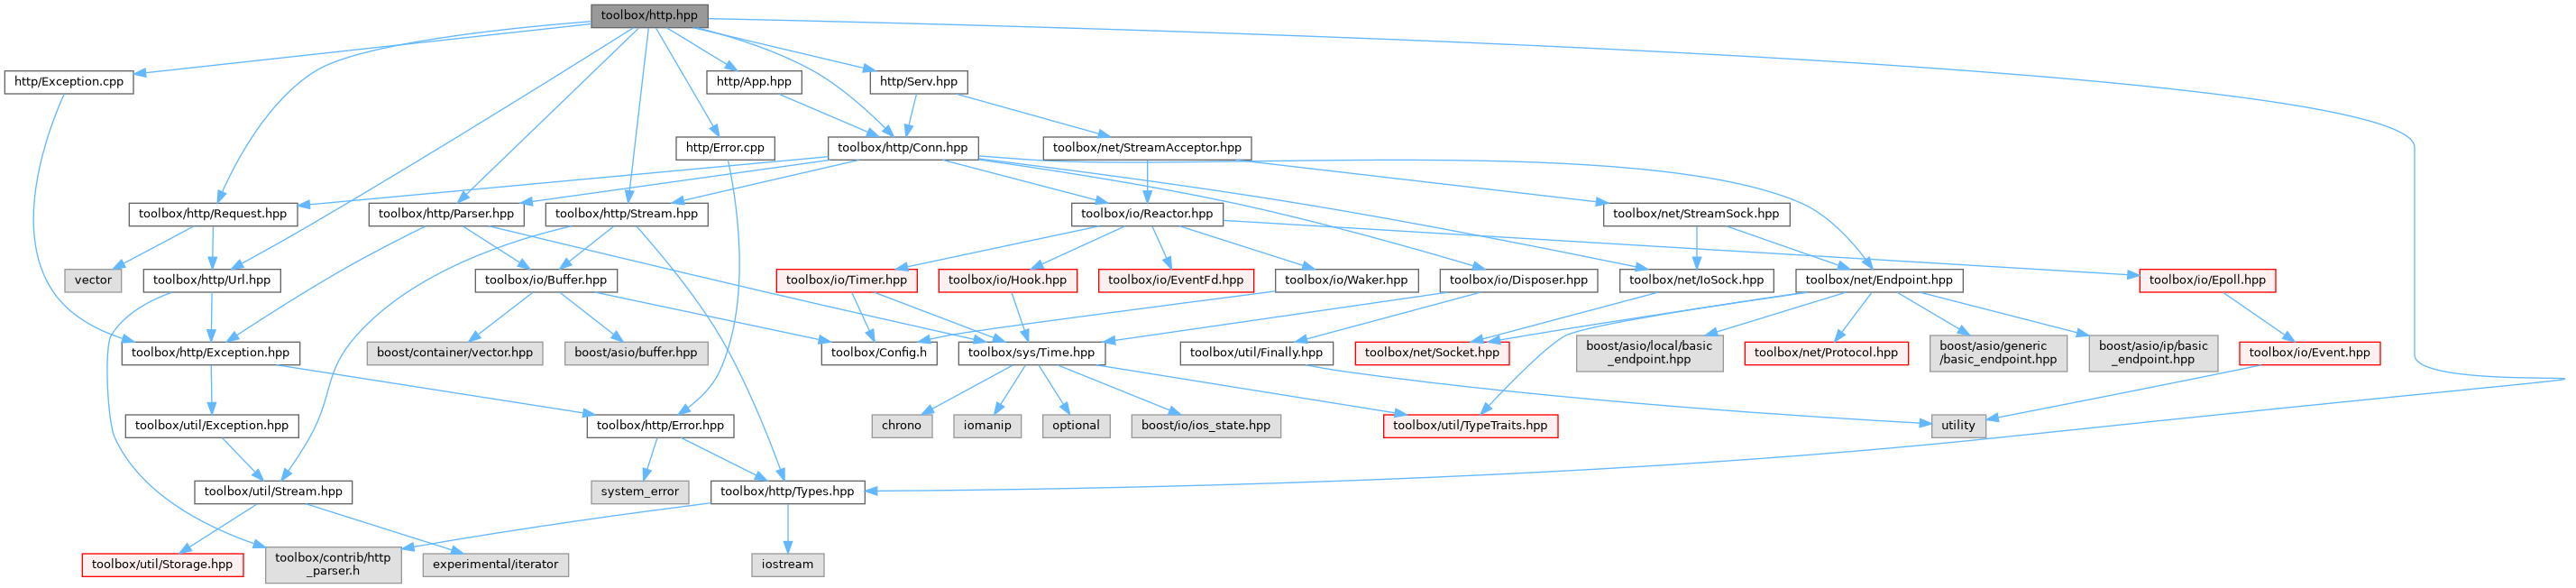 toolbox/http.hpp
http/Exception.cpp
http/App.hpp
http/Serv.hpp
http/Error.cpp
toolbox/http/Conn.hpp
toolbox/net/StreamAcceptor.hpp
toolbox/http/Request.hpp
toolbox/http/Parser.hpp
toolbox/http/Stream.hpp
toolbox/io/Reactor.hpp
toolbox/net/StreamSock.hpp
vector
toolbox/http/Url.hpp
toolbox/io/Buffer.hpp
toolbox/io/Timer.hpp
toolbox/io/Hook.hpp
toolbox/io/EventFd.hpp
toolbox/io/Waker.hpp
toolbox/io/Disposer.hpp
toolbox/net/IoSock.hpp
toolbox/net/Endpoint.hpp
toolbox/io/Epoll.hpp
toolbox/http/Exception.hpp
boost/container/vector.hpp
boost/asio/buffer.hpp
toolbox/Config.h
toolbox/sys/Time.hpp
toolbox/util/Finally.hpp
toolbox/net/Socket.hpp
boost/asio/local/basic
_endpoint.hpp
toolbox/net/Protocol.hpp
boost/asio/generic
/basic_endpoint.hpp
boost/asio/ip/basic
_endpoint.hpp
toolbox/io/Event.hpp
toolbox/util/Exception.hpp
toolbox/http/Error.hpp
chrono
iomanip
optional
boost/io/ios_state.hpp
toolbox/util/TypeTraits.hpp
utility
toolbox/util/Stream.hpp
system_error
toolbox/http/Types.hpp
toolbox/util/Storage.hpp
toolbox/contrib/http
_parser.h
experimental/iterator
iostream